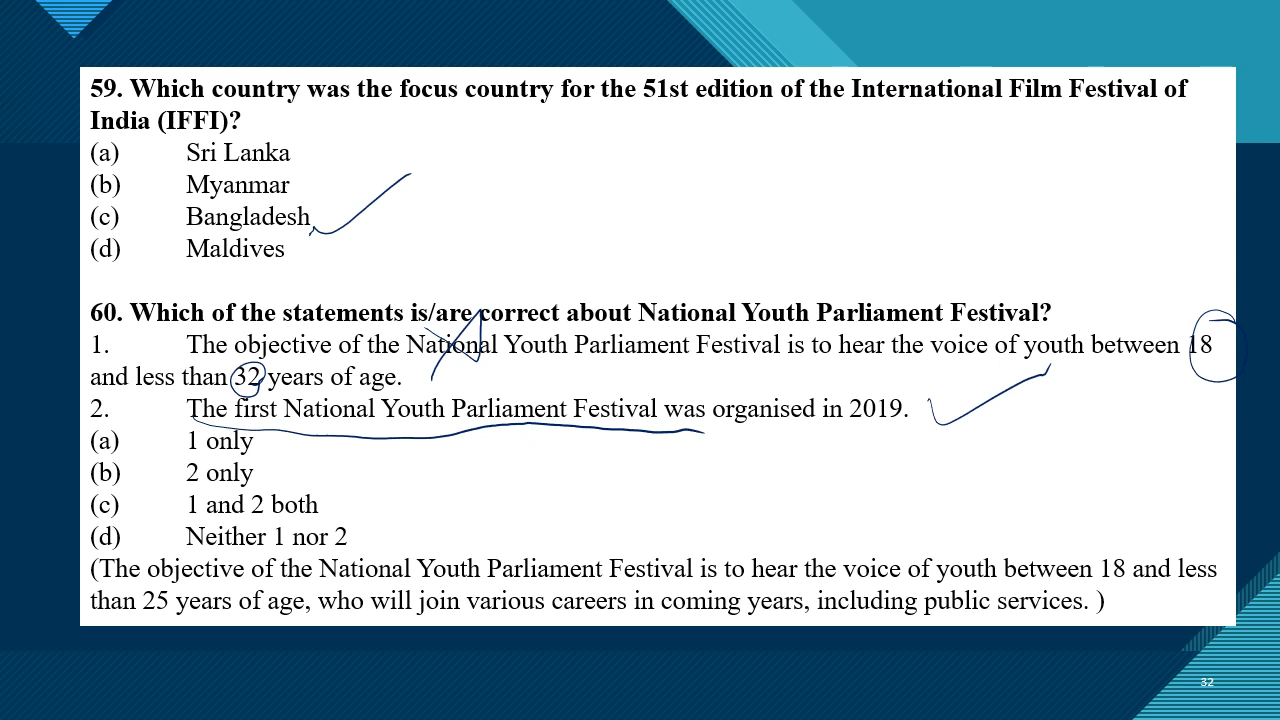 59. Which country was the focus country for the 51st edition of the International Film Festival of
India (IFFI)?
(a) Sri Lanka
(b) Myanmar
(c) Bangladesh
(d) Maldives
60. Which of the statements is/are correct about National Youth Parliament Festival?
1. The objective of the National Youth Parliament Festival is to hear the voice of youth between 18
and less than 32 years of age.
2. The first National Youth Parliament Festival was organised in 2019.
(a) 1 only
(b) 2 only
(c) 1 and 2 both
(d) Neither 1 nor 2
(The objective of the National Youth Parliament Festival is to hear the voice of youth between 18 and less
than 25 years of age, who will join various careers in coming years, including public services. )
32